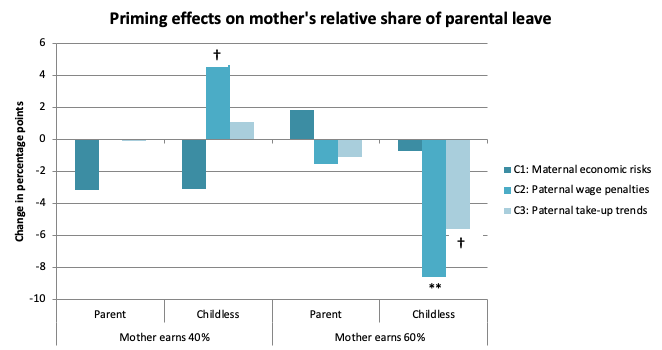 Priming effects on mother's relative share of parental leave
Change in percentage points
6
4
2
0
-2
-4
-6
-8
-10
†
**
†
Parent
Childless
Parent
Childless
Mother earns 40%
Mother earns 60%
C1: Maternal economic risks
C2: Paternal wage penalties
C3: Paternal take-up trends